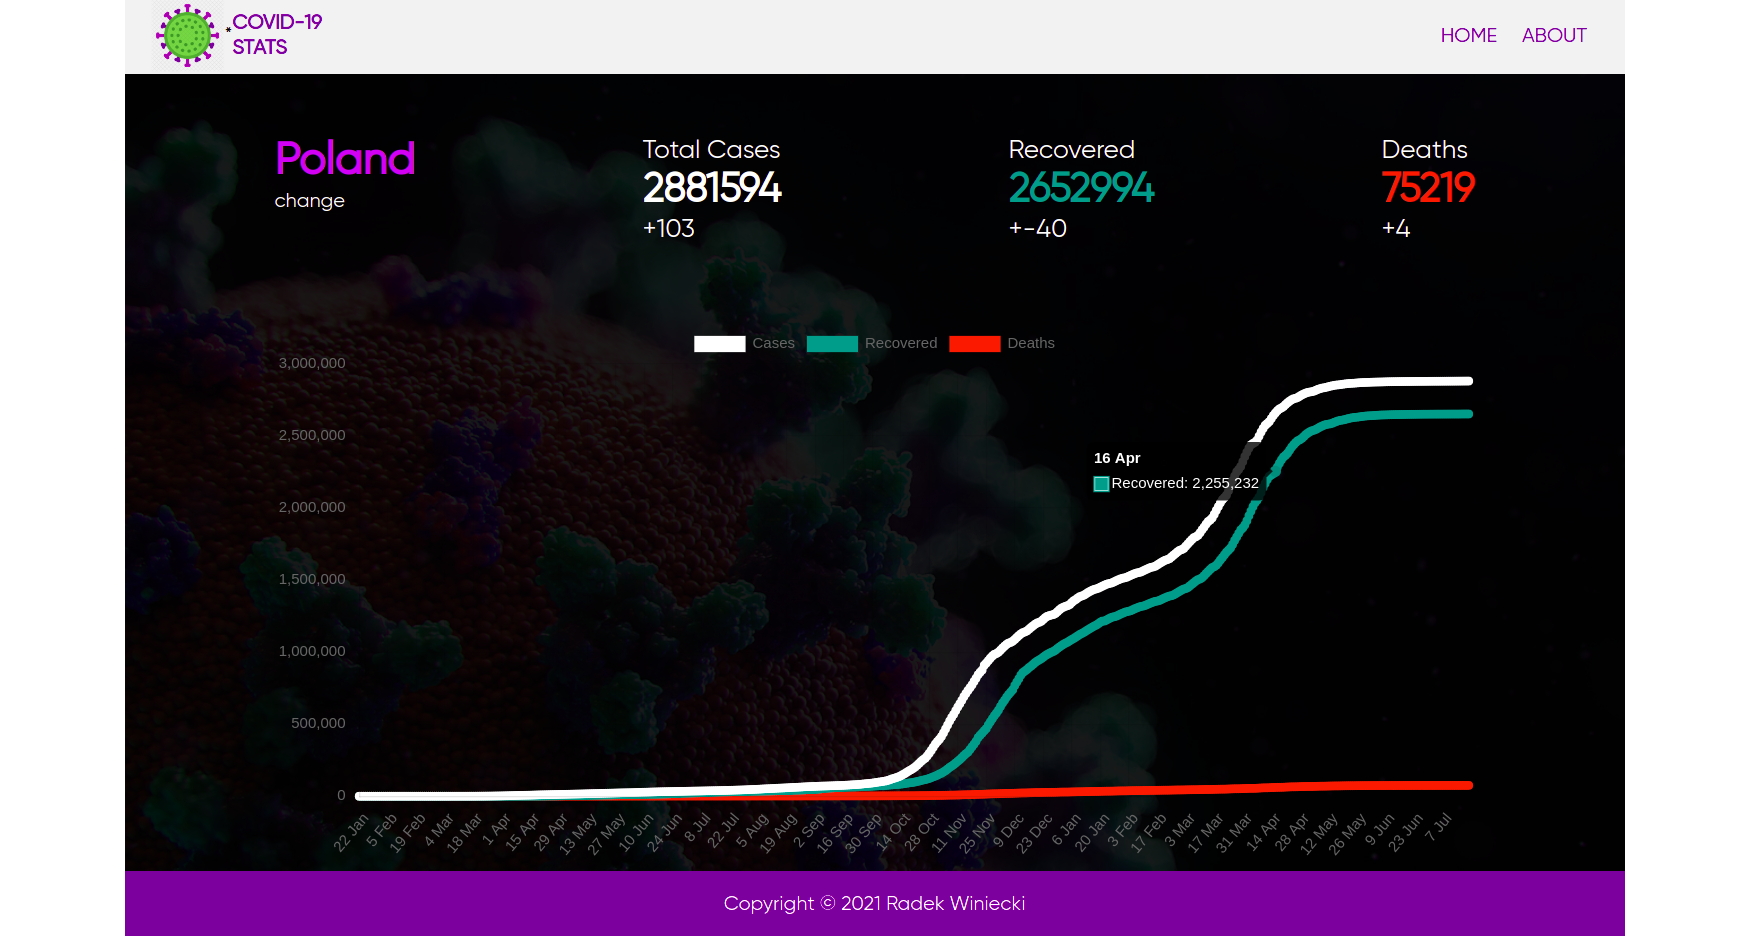 * COVID-19
STATS
HOME ABOUT
Poland
change
Total Cases
2881594
+103
Recovered
2652994
+-40
Deaths
75219
+4
Cases Recovered Deaths
3,000,000
2,500,000
2,000,000
1,500,000
1,000,000
500,000
0
16 Apr
Recovered: 2,255,232
22 Jan
5 Feb
19 Feb
4 Mar
18 Mar
1 Apr
15 Apr
29 Apr
13 May
27 May
10 Jun
24 Jun
8 Jul
22 Jul
5 Aug
19 Aug
2 Sep
16 Sep
30 Sep
14 Oct
28 Oct
11 Nov
25 Nov
9 Dec
23 Dec
6 Jan
20 Jan
3 Feb
17 Feb
3 Mar
17 Mar
31 Mar
14 Apr
28 Apr
12 May
26 May
9 Jun
23 Jun
7 Jul
Copyright © 2021 Radek Winiecki